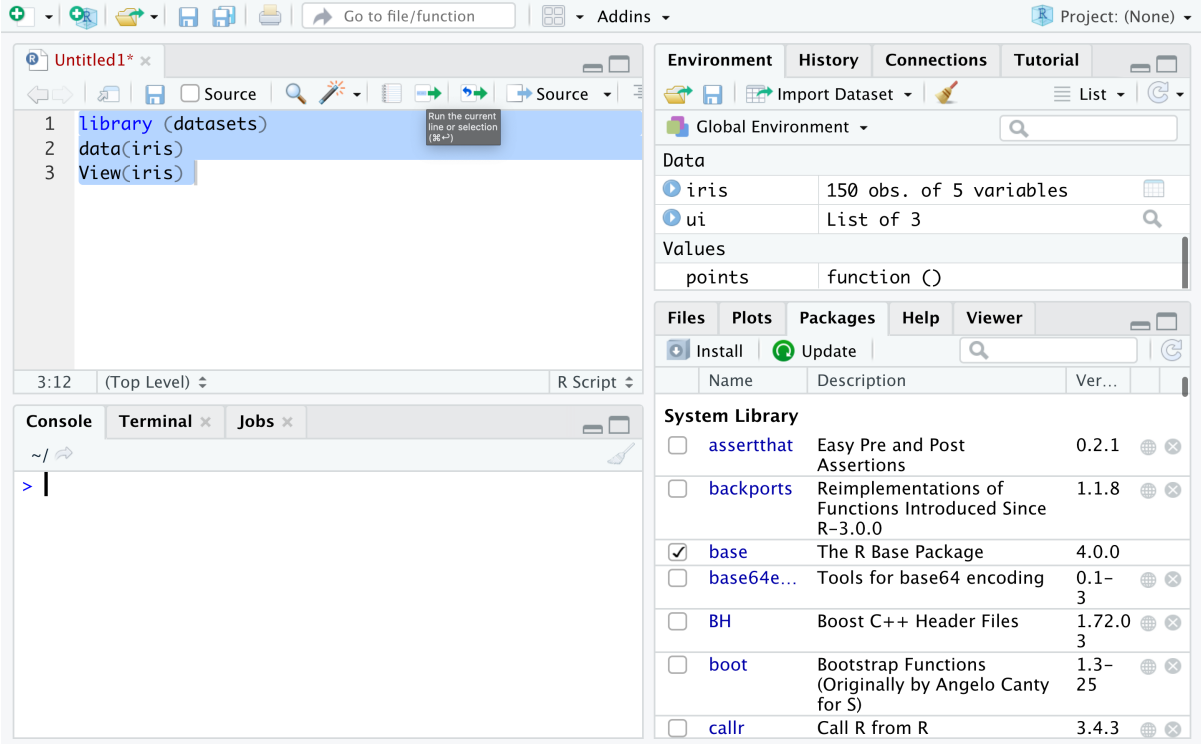 Go to file/function
Addins
Project: (None)
Untitled1*
Source
Source
Run the current
line or selection
(⌘↩)
1 library (datasets)
2 data(iris)
3 View(iris)
3:12 (Top Level) R Script
Console Terminal Jobs
~/
>
Environment History Connections Tutorial
Import Dataset List
Global Environment
Data
iris 150 obs. of 5 variables
ui List of 3
Values
points function ()
Files Plots Packages Help Viewer
Install Update
Name Description Ver...
System Library
assertthat Easy Pre and Post 0.2.1
Assertions
backports Reimplementations of 1.1.8
Functions Introduced Since
R-3.0.0
base The R Base Package 4.0.0
base64e... Tools for base64 encoding 0.1-
3
BH Boost C++ Header Files 1.72.0
3
boot Bootstrap Functions 1.3-
(Originally by Angelo Canty 25
for S)
callr Call R from R 3.4.3